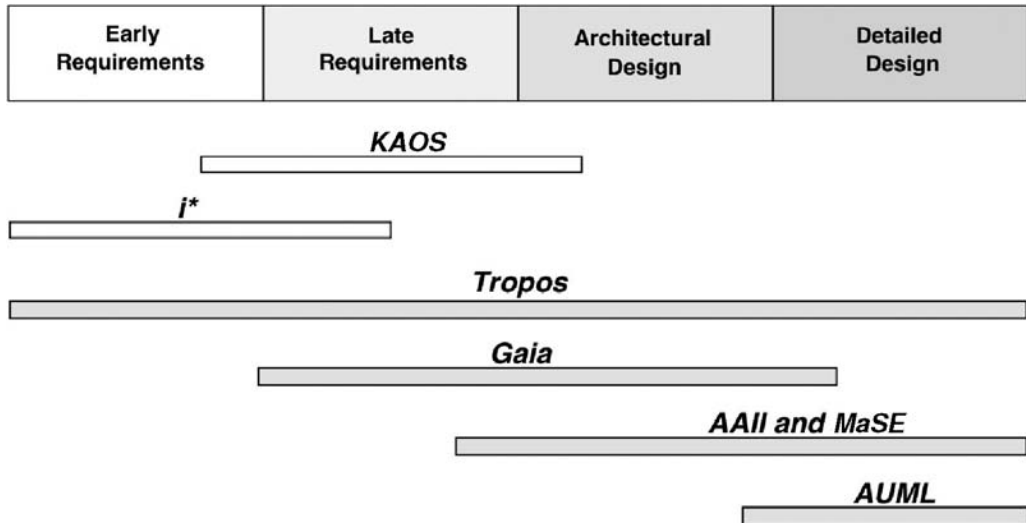 Early
Requirements
Late
Requirements
Architectural
Design
Detailed
Design
KAOS
i*
Tropos
Gaia
AAII and MaSE
AUML